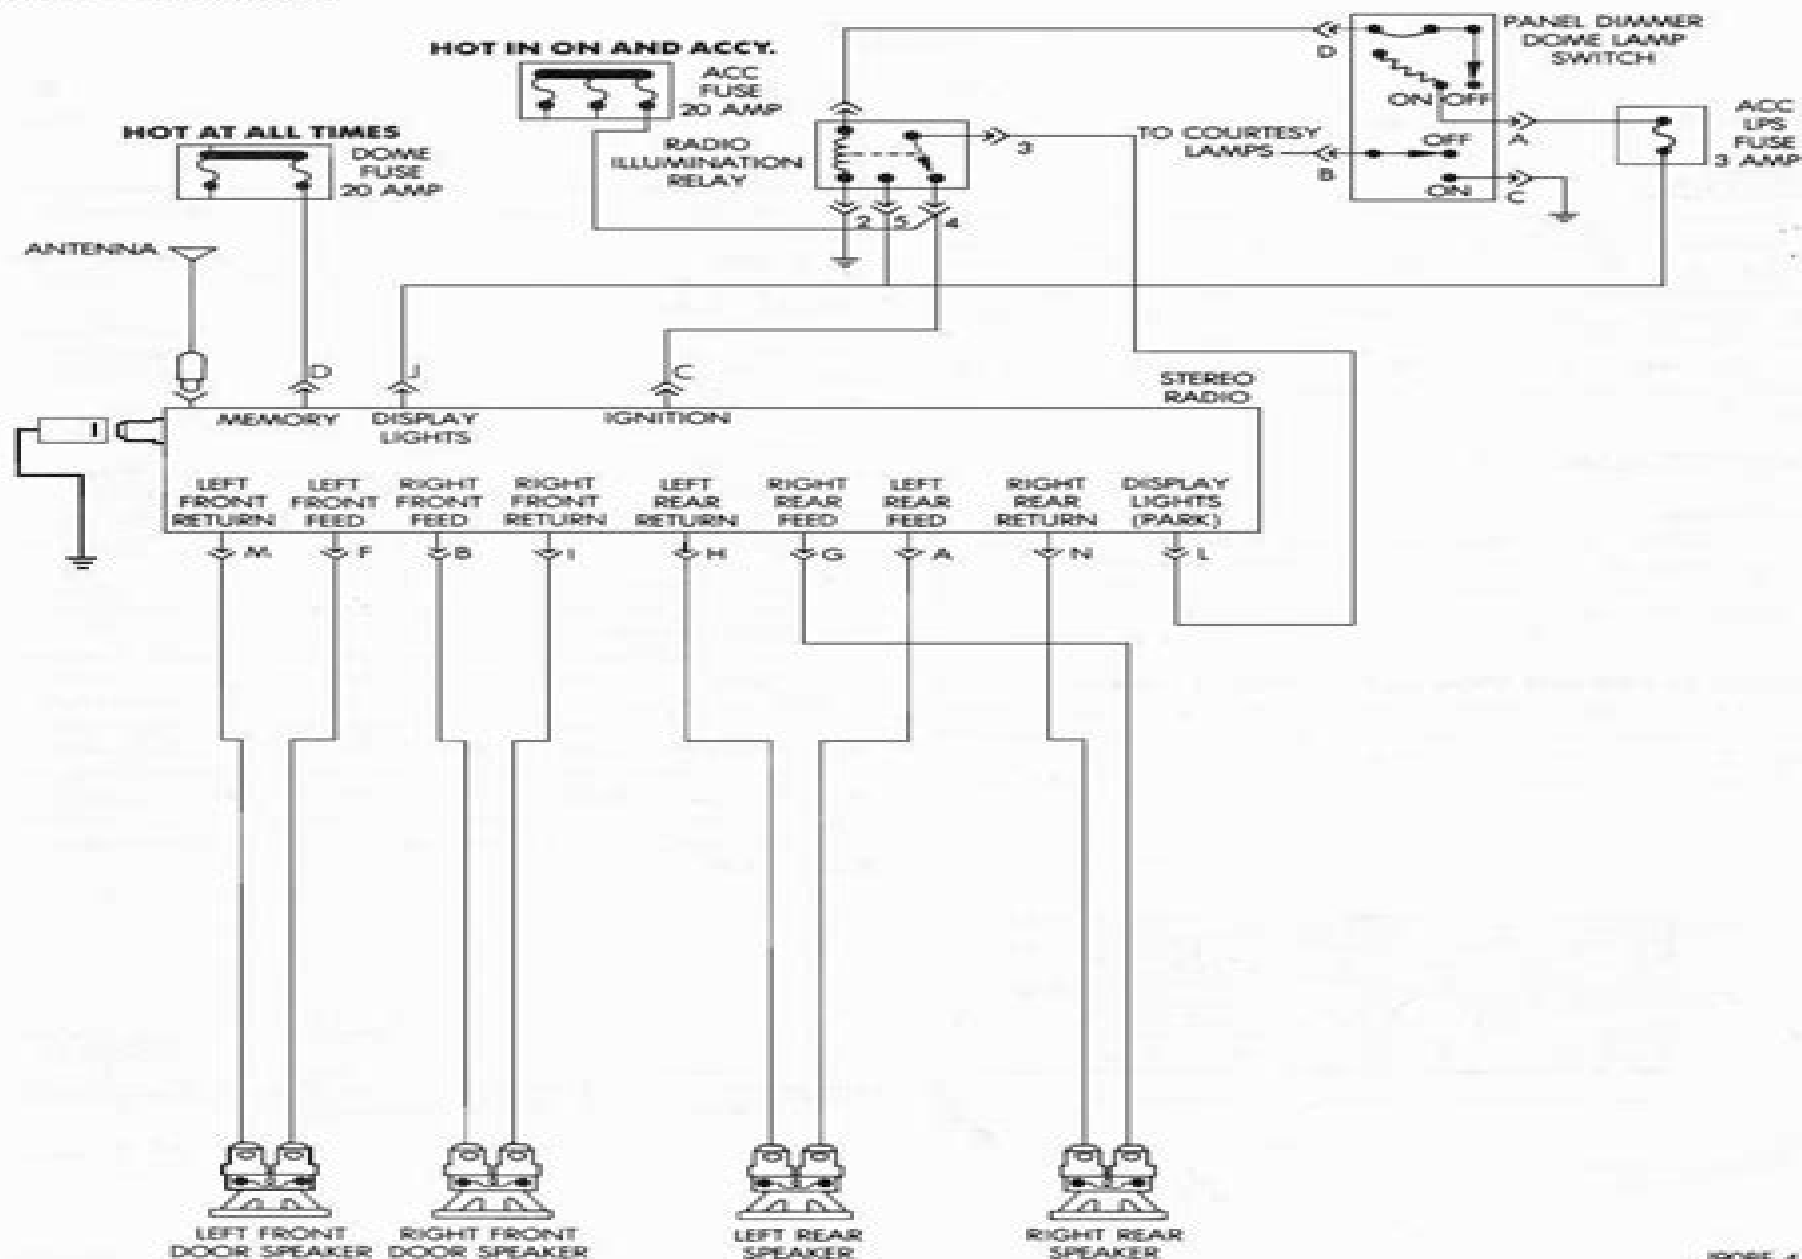 HOT IN ON AND ACCY.
ACC
FUSE
20 AMP
PANEL DIMMER
DOME LAMP
SWITCH
D
ON OFF
ACC
LPS
FUSE
3 AMP
HOT AT ALL TIMES
DOME
FUSE
20 AMP
RADIO
ILLUMINATION
RELAY
3
TO COURTESY
LAMPS
OFF
A
B
ON
C
2 5 4
ANTENNA
D
J
C
STEREO
RADIO
MEMORY
DISPLAY
LIGHTS
IGNITION
LEFT
FRONT
RETURN
LEFT
FRONT
FEED
RIGHT
FRONT
FEED
RIGHT
FRONT
RETURN
LEFT
REAR
RETURN
RIGHT
REAR
FEED
LEFT
REAR
FEED
RIGHT
REAR
RETURN
DISPLAY
LIGHTS
(PARK)
M F B I H G A N L
LEFT FRONT
DOOR SPEAKER
RIGHT FRONT
DOOR SPEAKER
LEFT REAR
SPEAKER
RIGHT REAR
SPEAKER